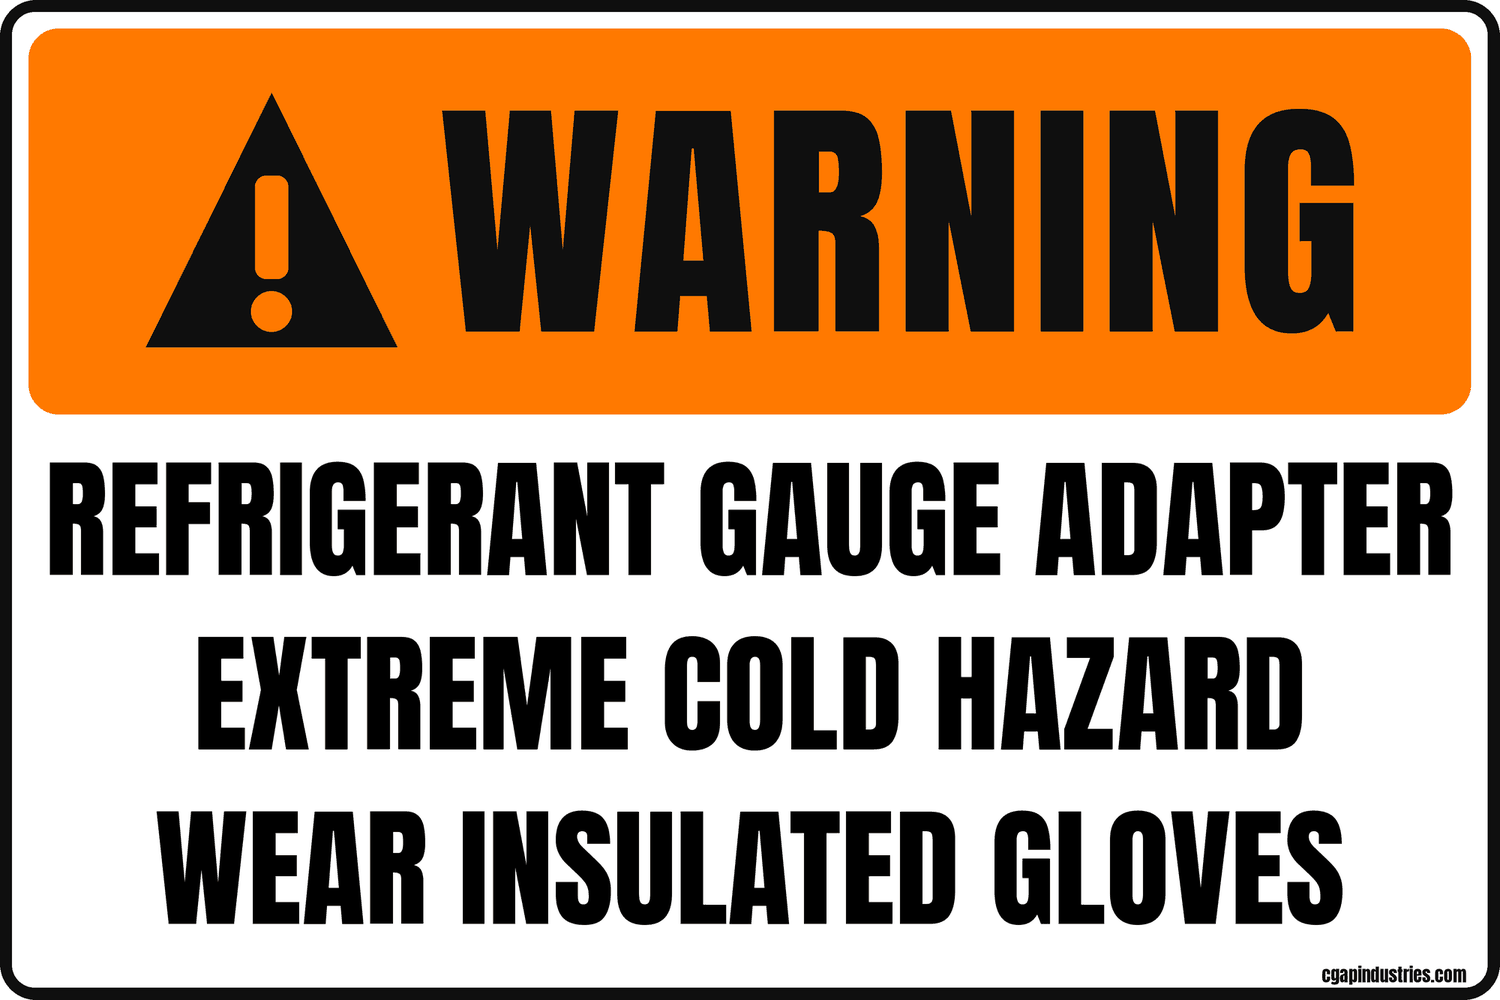 WARNING
REFRIGERANT GAUGE ADAPTER
EXTREME COLD HAZARD
WEAR INSULATED GLOVES
cgapindustries.com